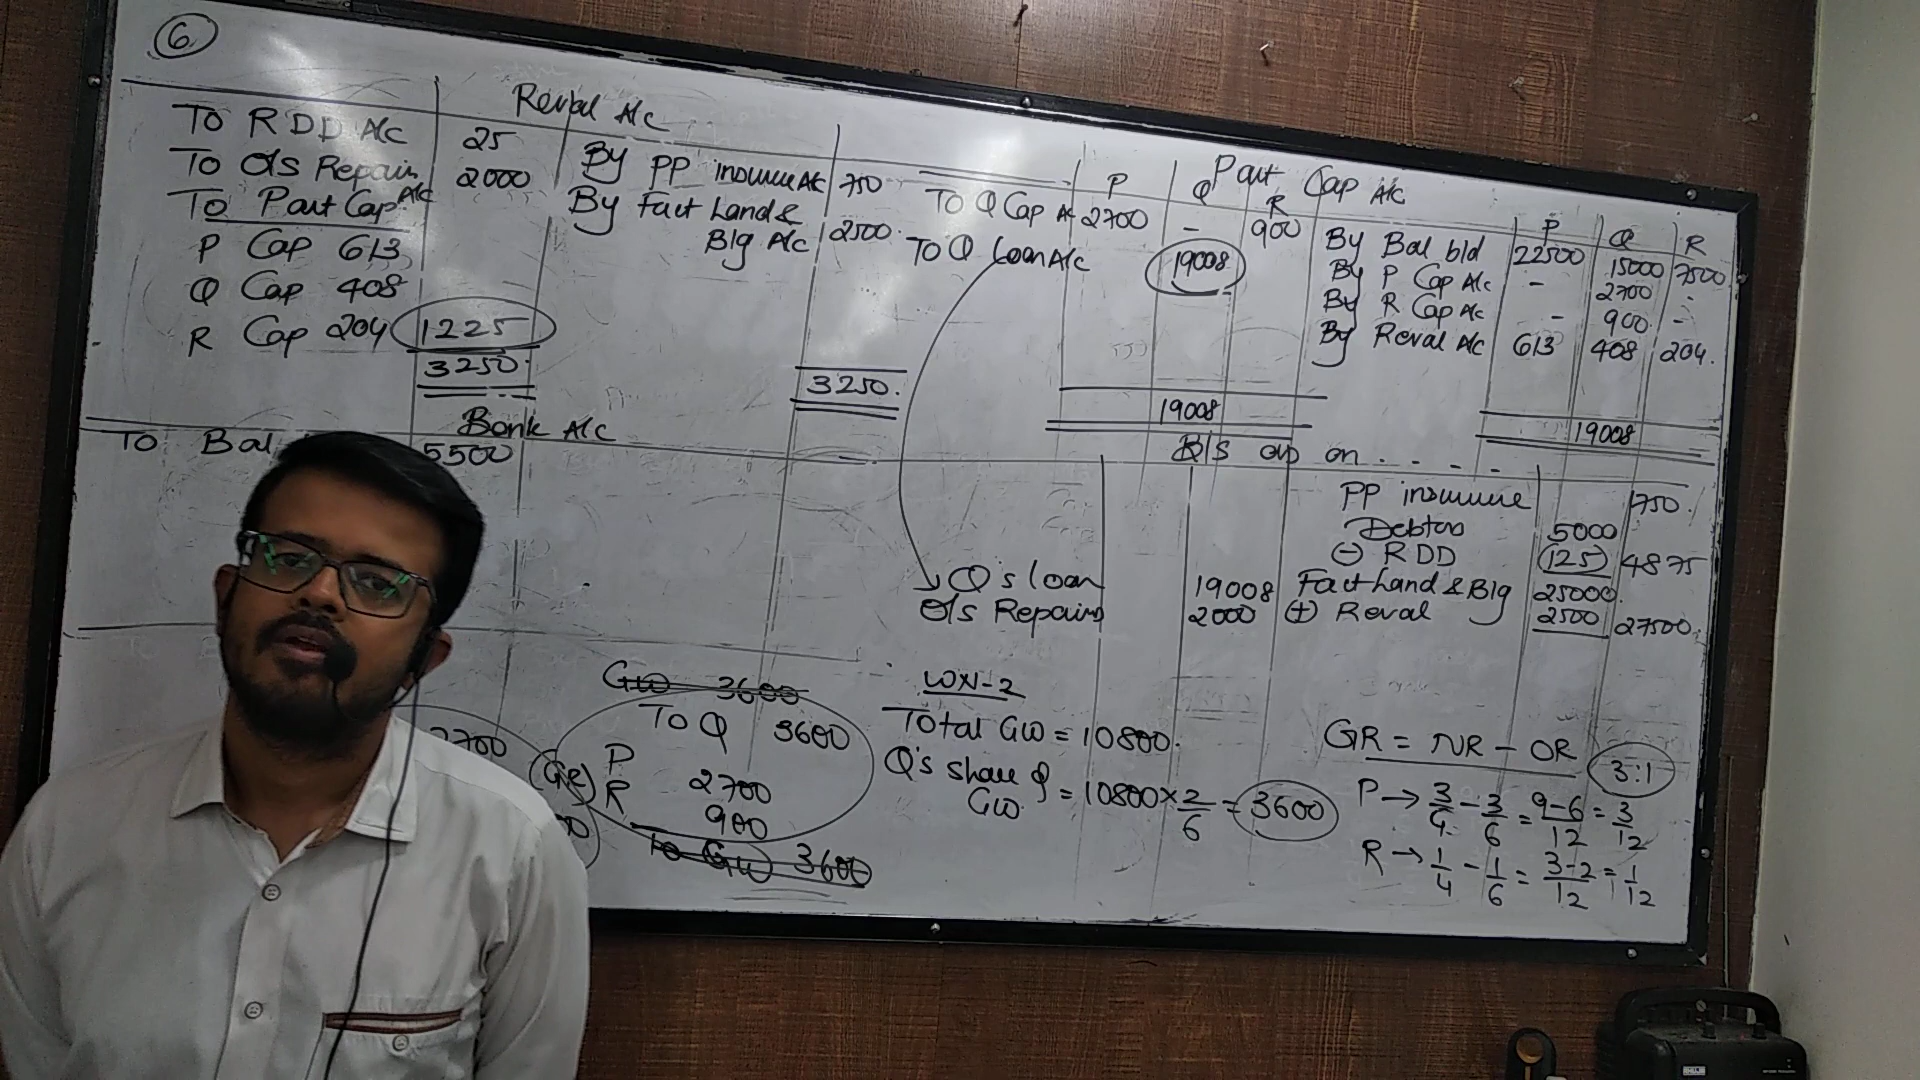 6
Reval A/c
To RDD A/c 25 By PP insurance A/c 750
To O/s Repairs 2000 By Fact Land &
Blg A/c 2500
To Part Cap A/c
P Cap 613
Q Cap 408
R Cap 204 1225
3250 3250
Part Cap A/c
P Q R P Q R
To Q Cap A/c 2700 - 900 By Bal b/d 22500 15000 7500
To Q Loan A/c 19008 By P Cap A/c - 2700 -
By R Cap A/c - 900 -
By Reval A/c 613 408 204
19008 19008
Bank A/c
To Bal 5500
B/S as on - - - -
PP insurance 750
Debtors 5000
(-) RDD (125) 4875
Q's loan 19008 Fact Land & Blg 25000
O/s Repairs 2000 (+) Reval 2500 27500
2700
GW 3600
To Q 3600
(GR) P 2700
R 900
To GW 3600
WN-2
Total GW = 10800
Q's share of
GW = 10800 × 2/6 = 3600
GR = NR - OR
3:1
P → 3/4 - 3/6 = 9-6/12 = 3/12
R → 1/4 - 1/6 = 3-2/12 = 1/12